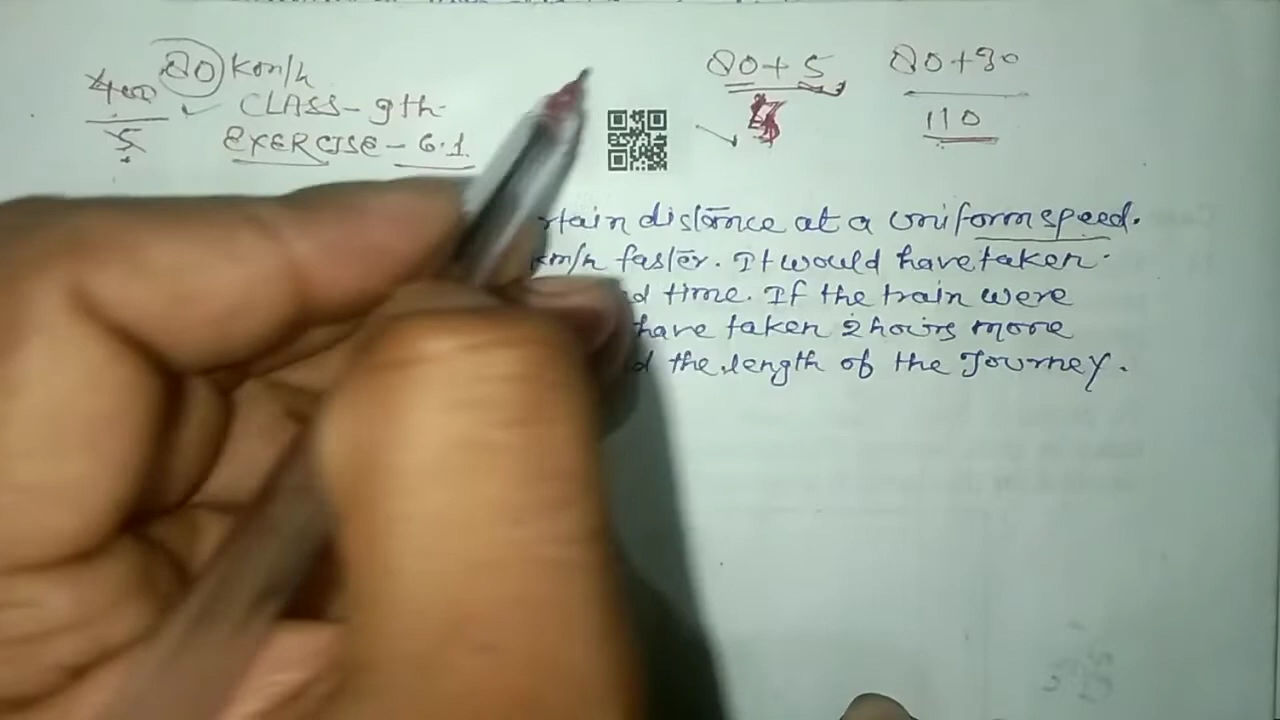 80 km/h
400
5
CLASS - 9th.
EXERCISE - 6.1
80 + 5
80 + 30
110
distānce at a uniform speed.
km/h faster. It would have taken.
time. If the train were
have taken 2 hours more
the length of the Journey.